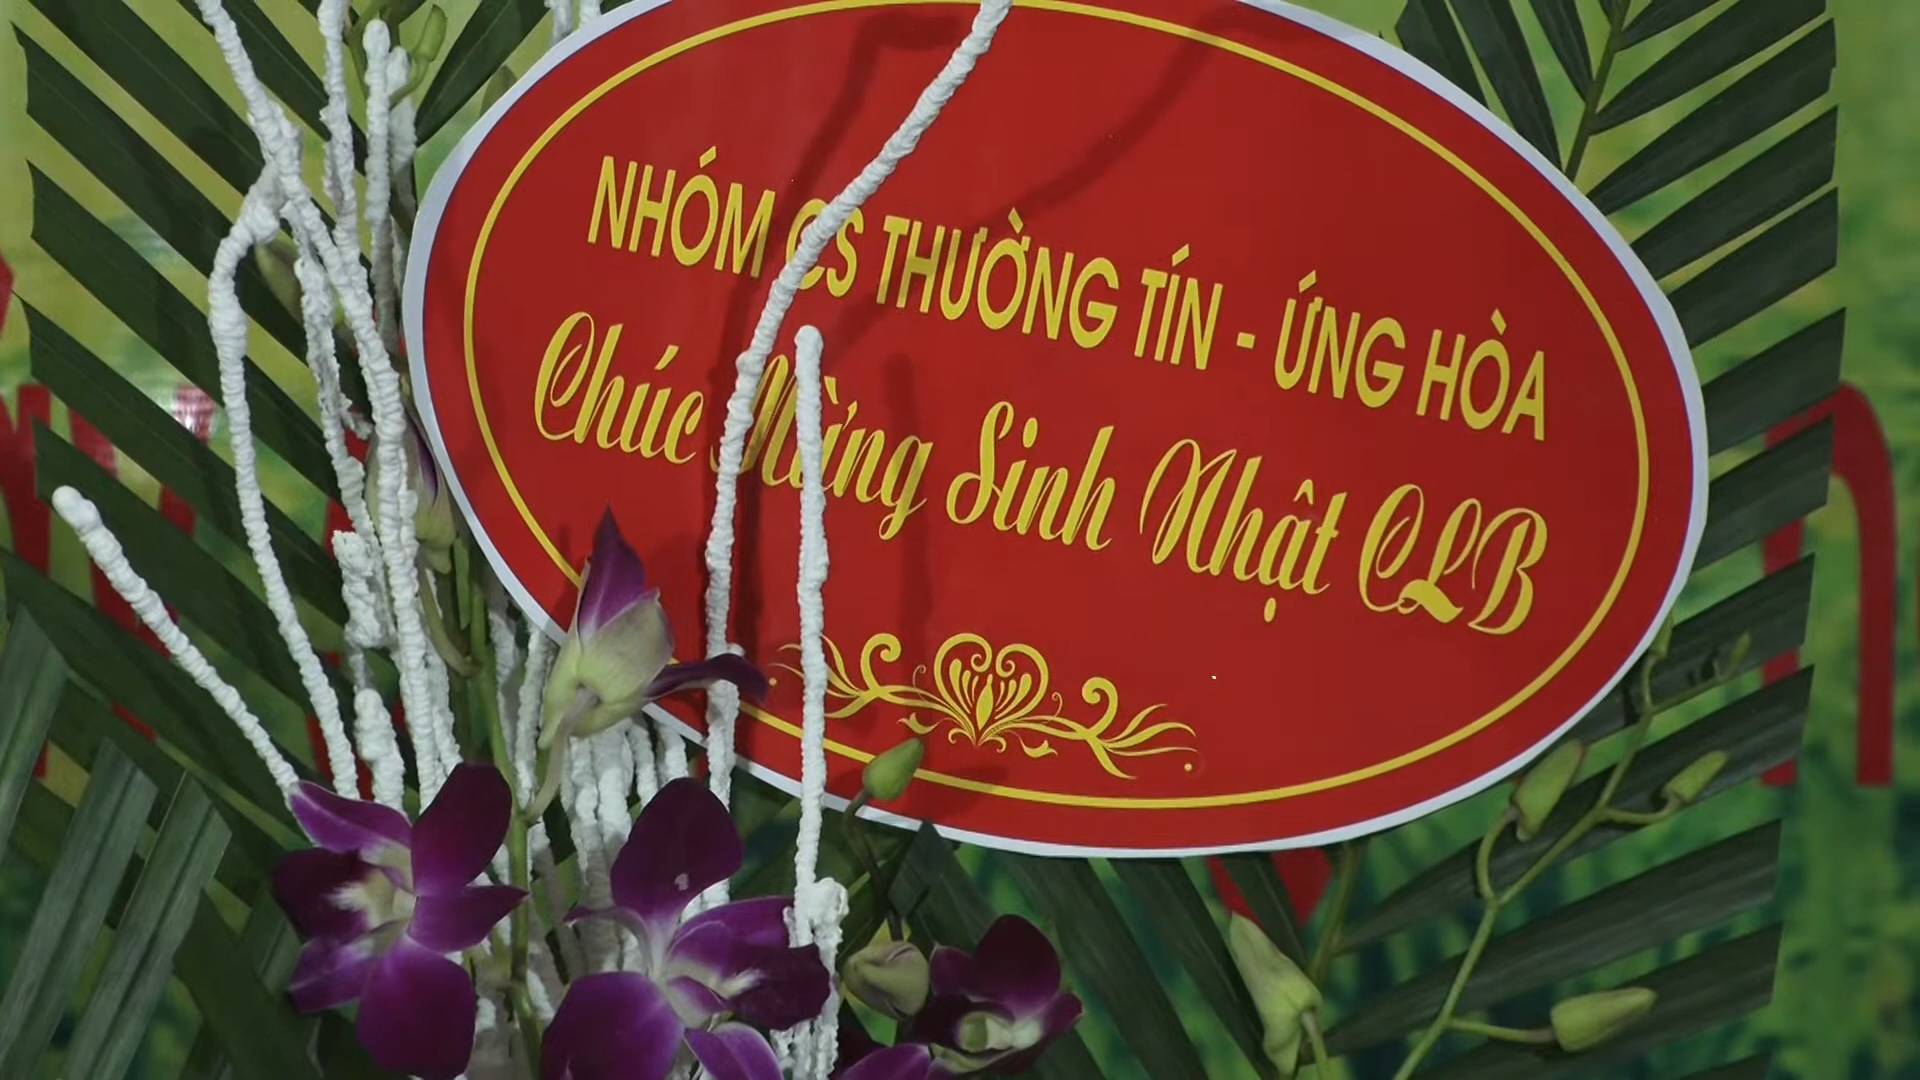 NHÓM CS THƯỜNG TÍN - ỨNG HÒA
Chúc Mừng Sinh Nhật CLB